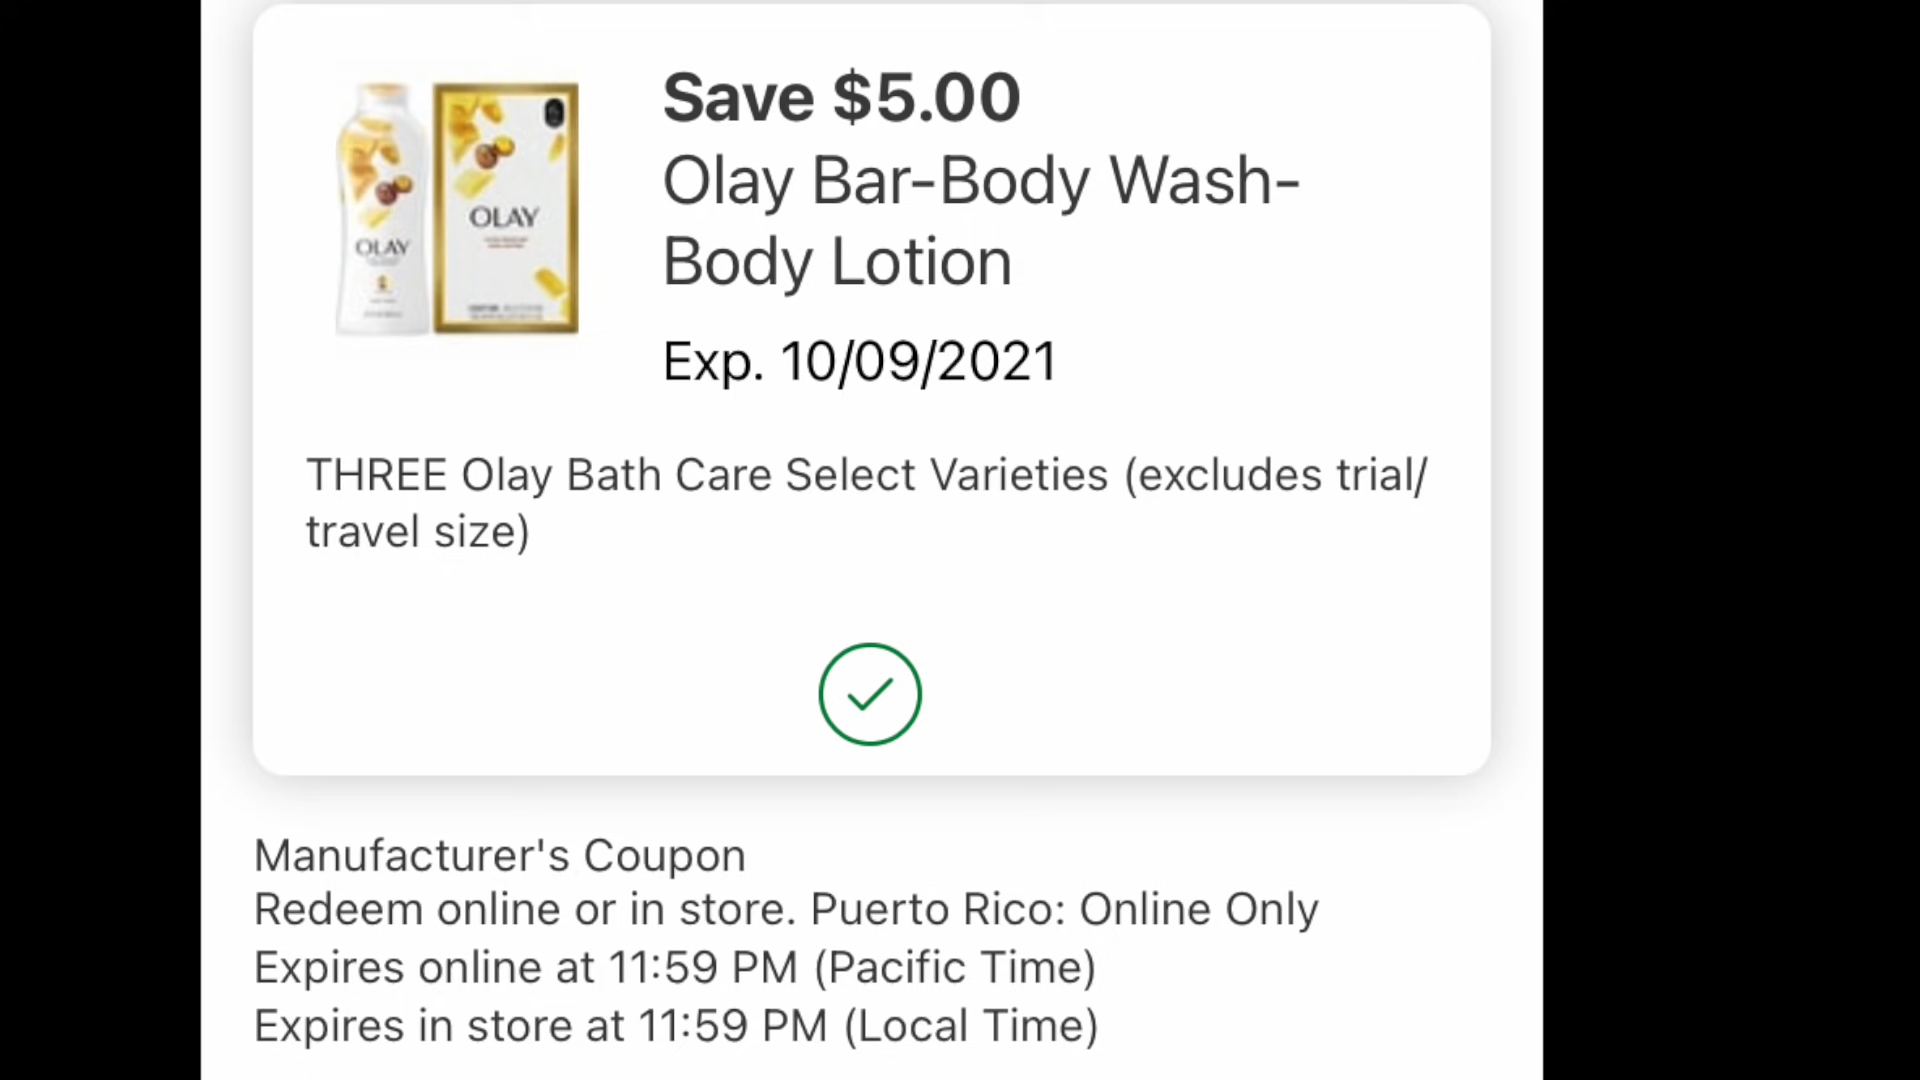 Save $5.00
Olay Bar-Body Wash-
Body Lotion
Exp. 10/09/2021
OLAY
OLAY
THREE Olay Bath Care Select Varieties (excludes trial/
travel size)
Manufacturer's Coupon
Redeem online or in store. Puerto Rico: Online Only
Expires online at 11:59 PM (Pacific Time)
Expires in store at 11:59 PM (Local Time)